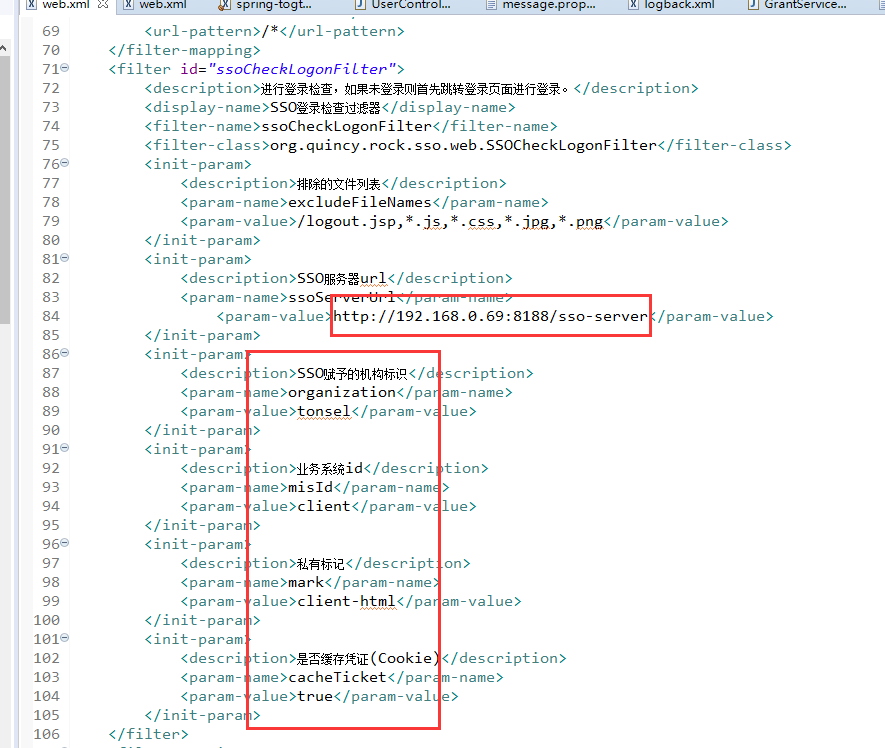 web.xml web.xml spring-togt... UserControl... message.prop... logback.xml GrantService...
69 <url-pattern>/*</url-pattern>
70 </filter-mapping>
71 <filter id="ssoCheckLogonFilter">
72 <description>进行登录检查，如果未登录则首先跳转登录页面进行登录。</description>
73 <display-name>SSO登录检查过滤器</display-name>
74 <filter-name>ssoCheckLogonFilter</filter-name>
75 <filter-class>org.quincy.rock.sso.web.SSOCheckLogonFilter</filter-class>
76 <init-param>
77 <description>排除的文件列表</description>
78 <param-name>excludeFileNames</param-name>
79 <param-value>/logout.jsp,*.js,*.css,*.jpg,*.png</param-value>
80 </init-param>
81 <init-param>
82 <description>SSO服务器url</description>
83 <param-name>ssoServerUrl</param-name>
84 <param-value>http://192.168.0.69:8188/sso-server</param-value>
85 </init-param>
86 <init-param>
87 <description>SSO赋予的机构标识</description>
88 <param-name>organization</param-name>
89 <param-value>tonsel</param-value>
90 </init-param>
91 <init-param>
92 <description>业务系统id</description>
93 <param-name>misId</param-name>
94 <param-value>client</param-value>
95 </init-param>
96 <init-param>
97 <description>私有标记</description>
98 <param-name>mark</param-name>
99 <param-value>client-html</param-value>
100 </init-param>
101 <init-param>
102 <description>是否缓存凭证(Cookie)</description>
103 <param-name>cacheTicket</param-name>
104 <param-value>true</param-value>
105 </init-param>
106 </filter>